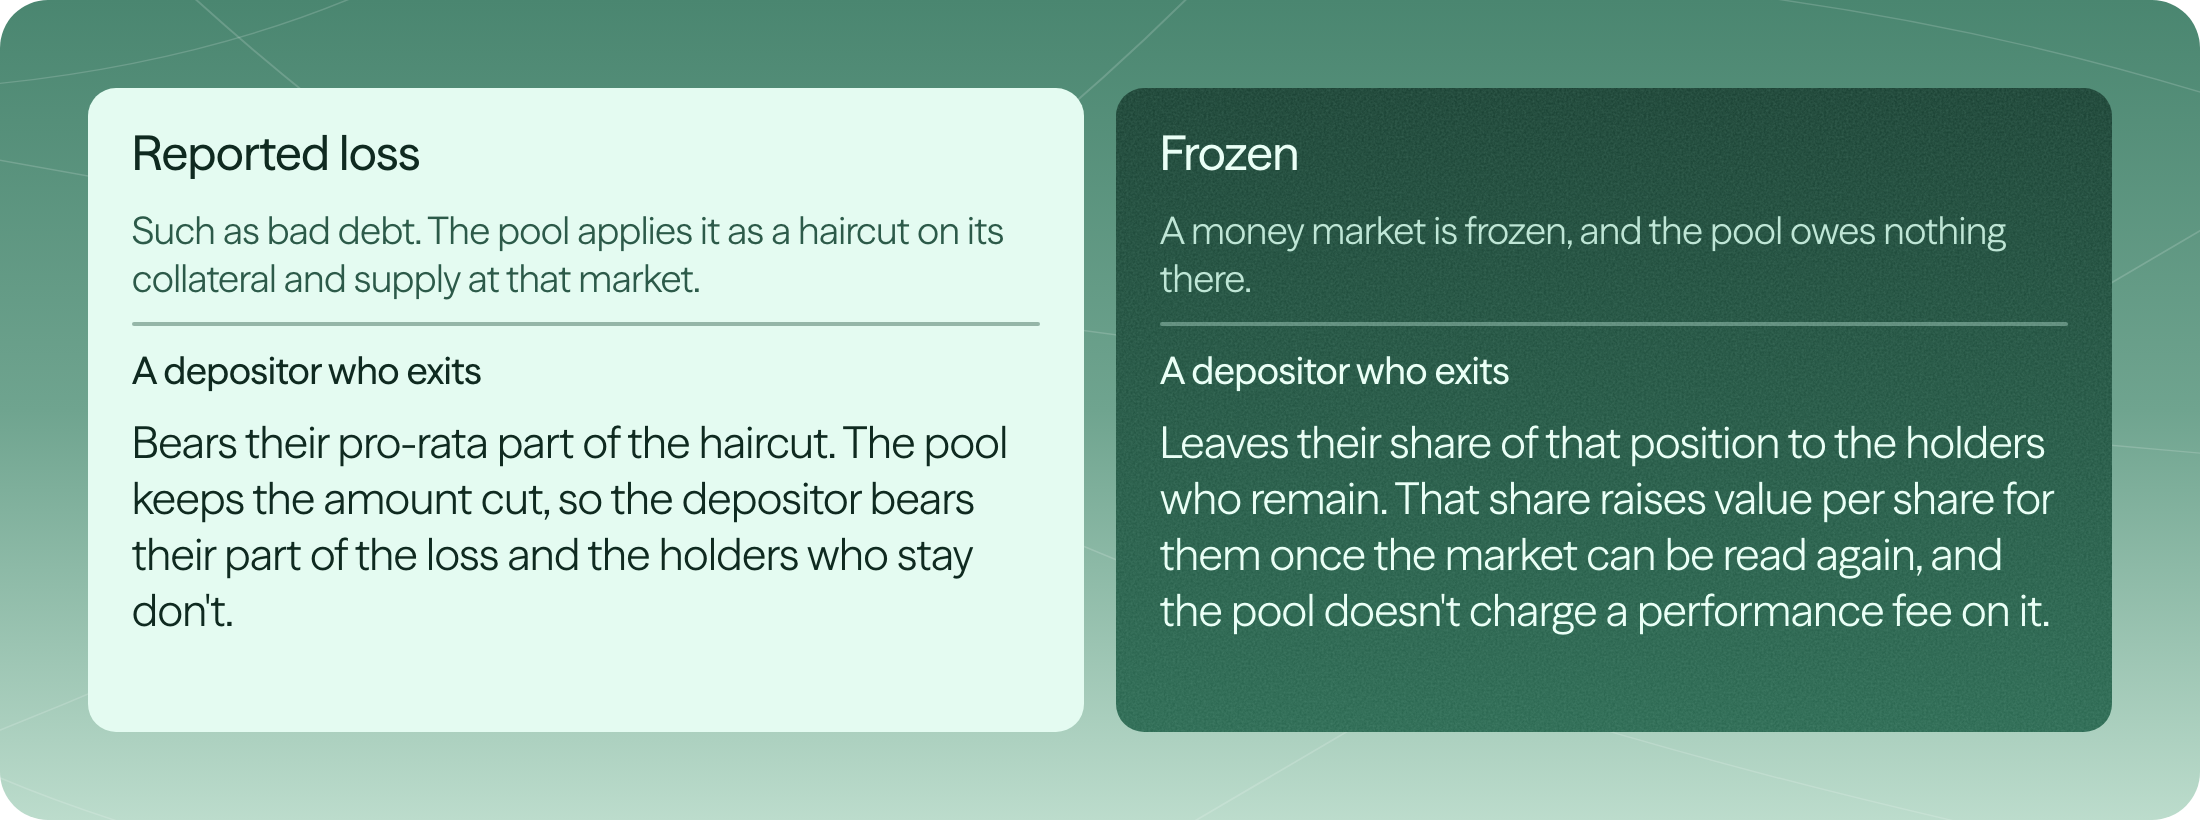 Reported loss
Such as bad debt. The pool applies it as a haircut on its
collateral and supply at that market.
A depositor who exits
Bears their pro-rata part of the haircut. The pool
keeps the amount cut, so the depositor bears
their part of the loss and the holders who stay
don't.
Frozen
A money market is frozen, and the pool owes nothing
there.
A depositor who exits
Leaves their share of that position to the holders
who remain. That share raises value per share for
them once the market can be read again, and
the pool doesn't charge a performance fee on it.